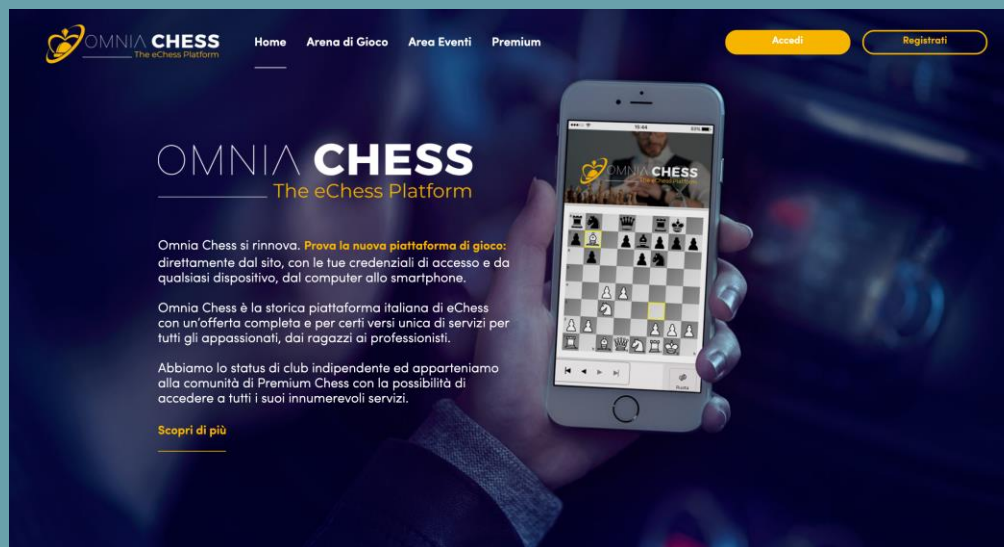 OMNIA CHESS
The eChess Platform
Home Arena di Gioco Area Eventi Premium
Accedi
Registrati
OMNIA CHESS
The eChess Platform
Omnia Chess si rinnova. Prova la nuova piattaforma di gioco:
direttamente dal sito, con le tue credenziali di accesso e da
qualsiasi dispositivo, dal computer allo smartphone.
Omnia Chess è la storica piattaforma italiana di eChess
con un'offerta completa e per certi versi unica di servizi per
tutti gli appassionati, dai ragazzi ai professionisti.
Abbiamo lo status di club indipendente ed apparteniamo
alla comunità di Premium Chess con la possibilità di
accedere a tutti i suoi innumerevoli servizi.
Scopri di più
OMNIA CHESS
The eChess Platform
Ruota